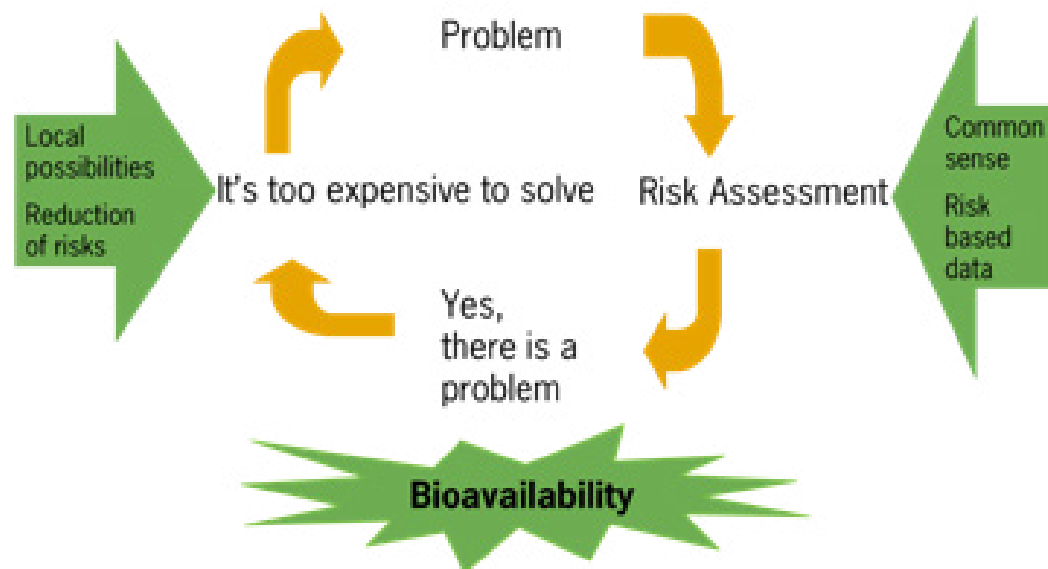 Problem
Local
possibilities
Reduction
of risks
It's too expensive to solve
Risk Assessment
Common
sense
Risk
based
data
Yes,
there is a
problem
Bioavailability